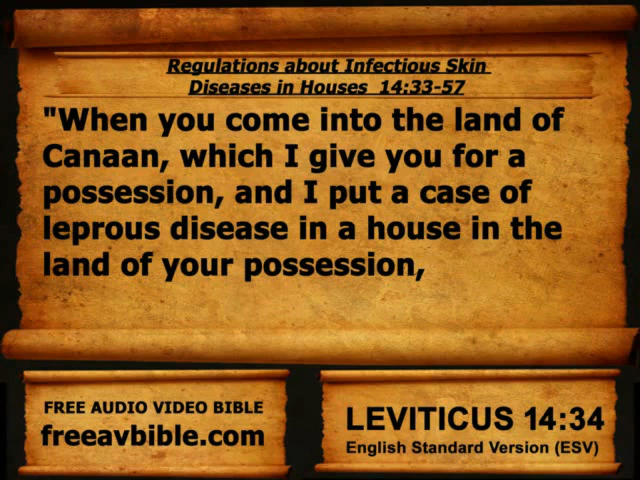 Regulations about Infectious Skin
Diseases in Houses  14:33-57
"When you come into the land of
Canaan, which I give you for a
possession, and I put a case of
leprous disease in a house in the
land of your possession,
FREE AUDIO VIDEO BIBLE
freeavbible.com
LEVITICUS 14:34
English Standard Version (ESV)